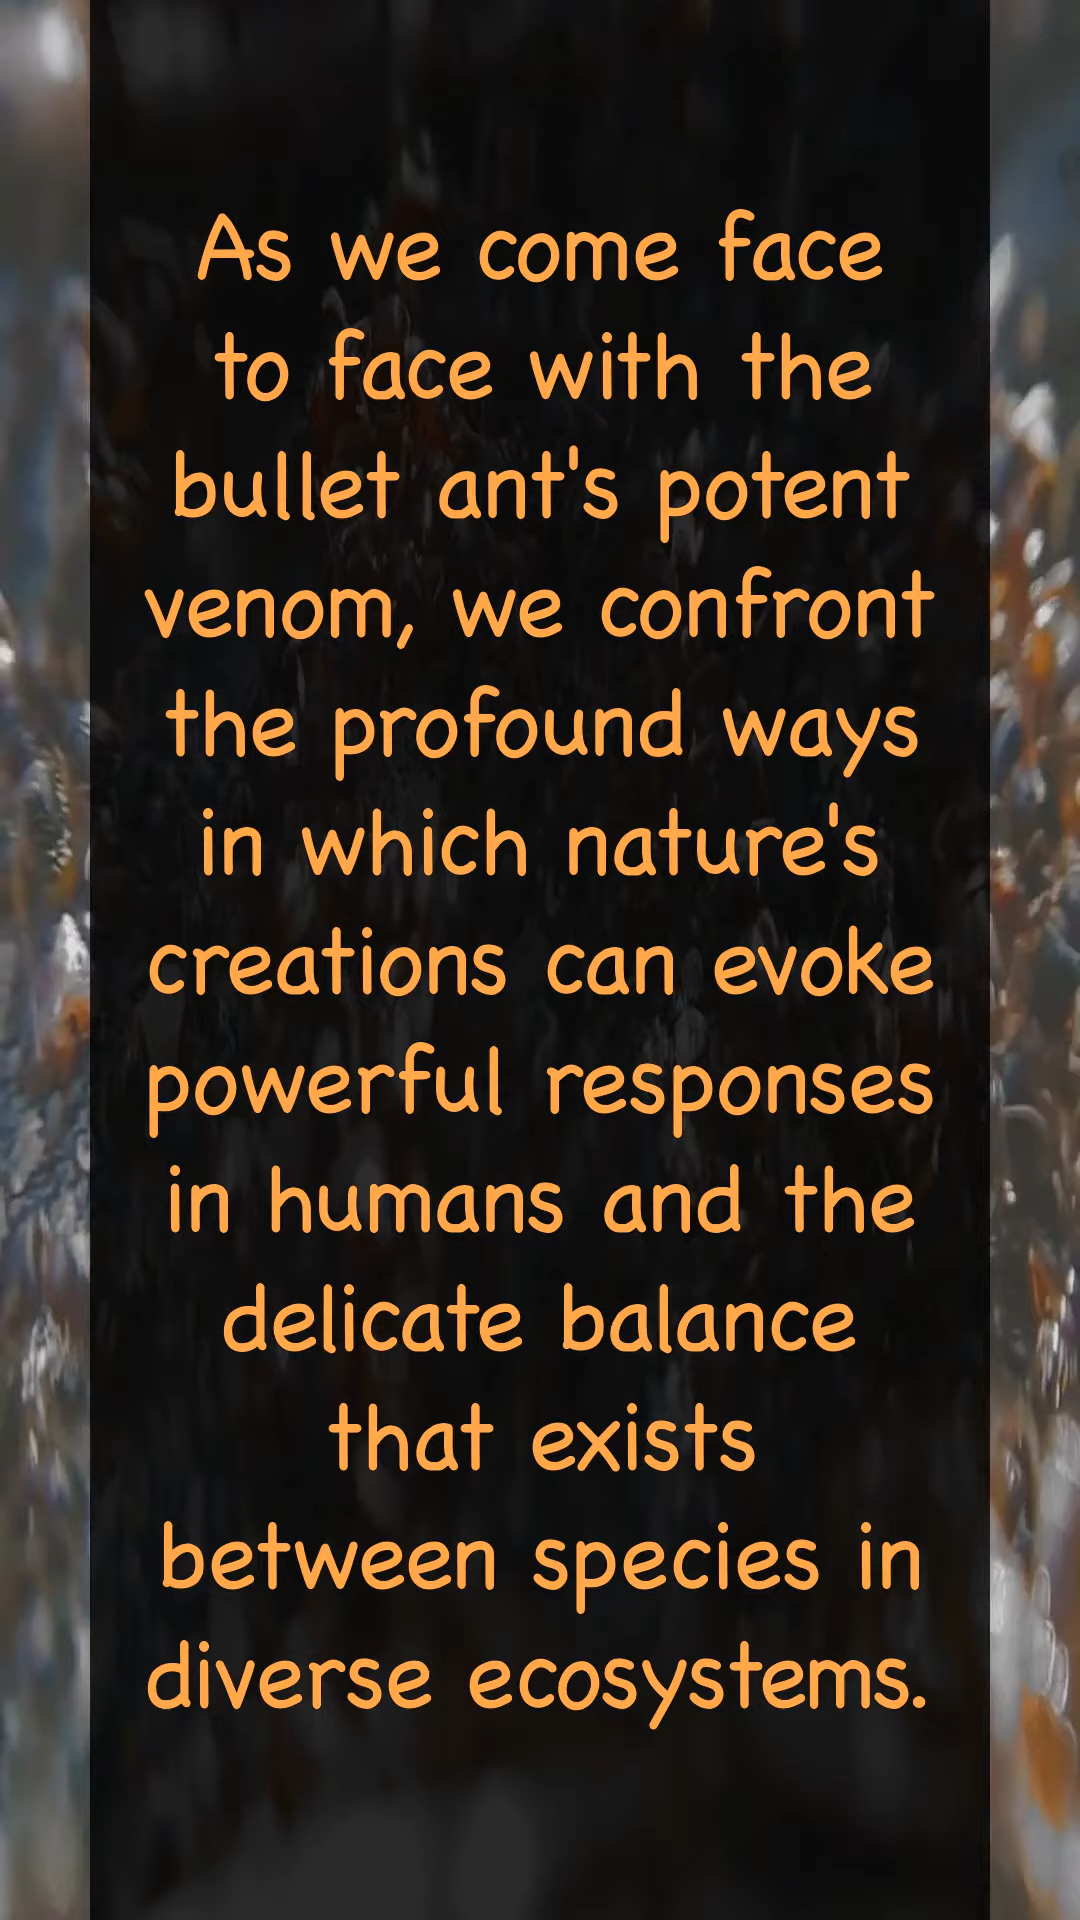 As we come face
to face with the
bullet ant's potent
venom, we confront
the profound ways
in which nature's
creations can evoke
powerful responses
in humans and the
delicate balance
that exists
between species in
diverse ecosystems.